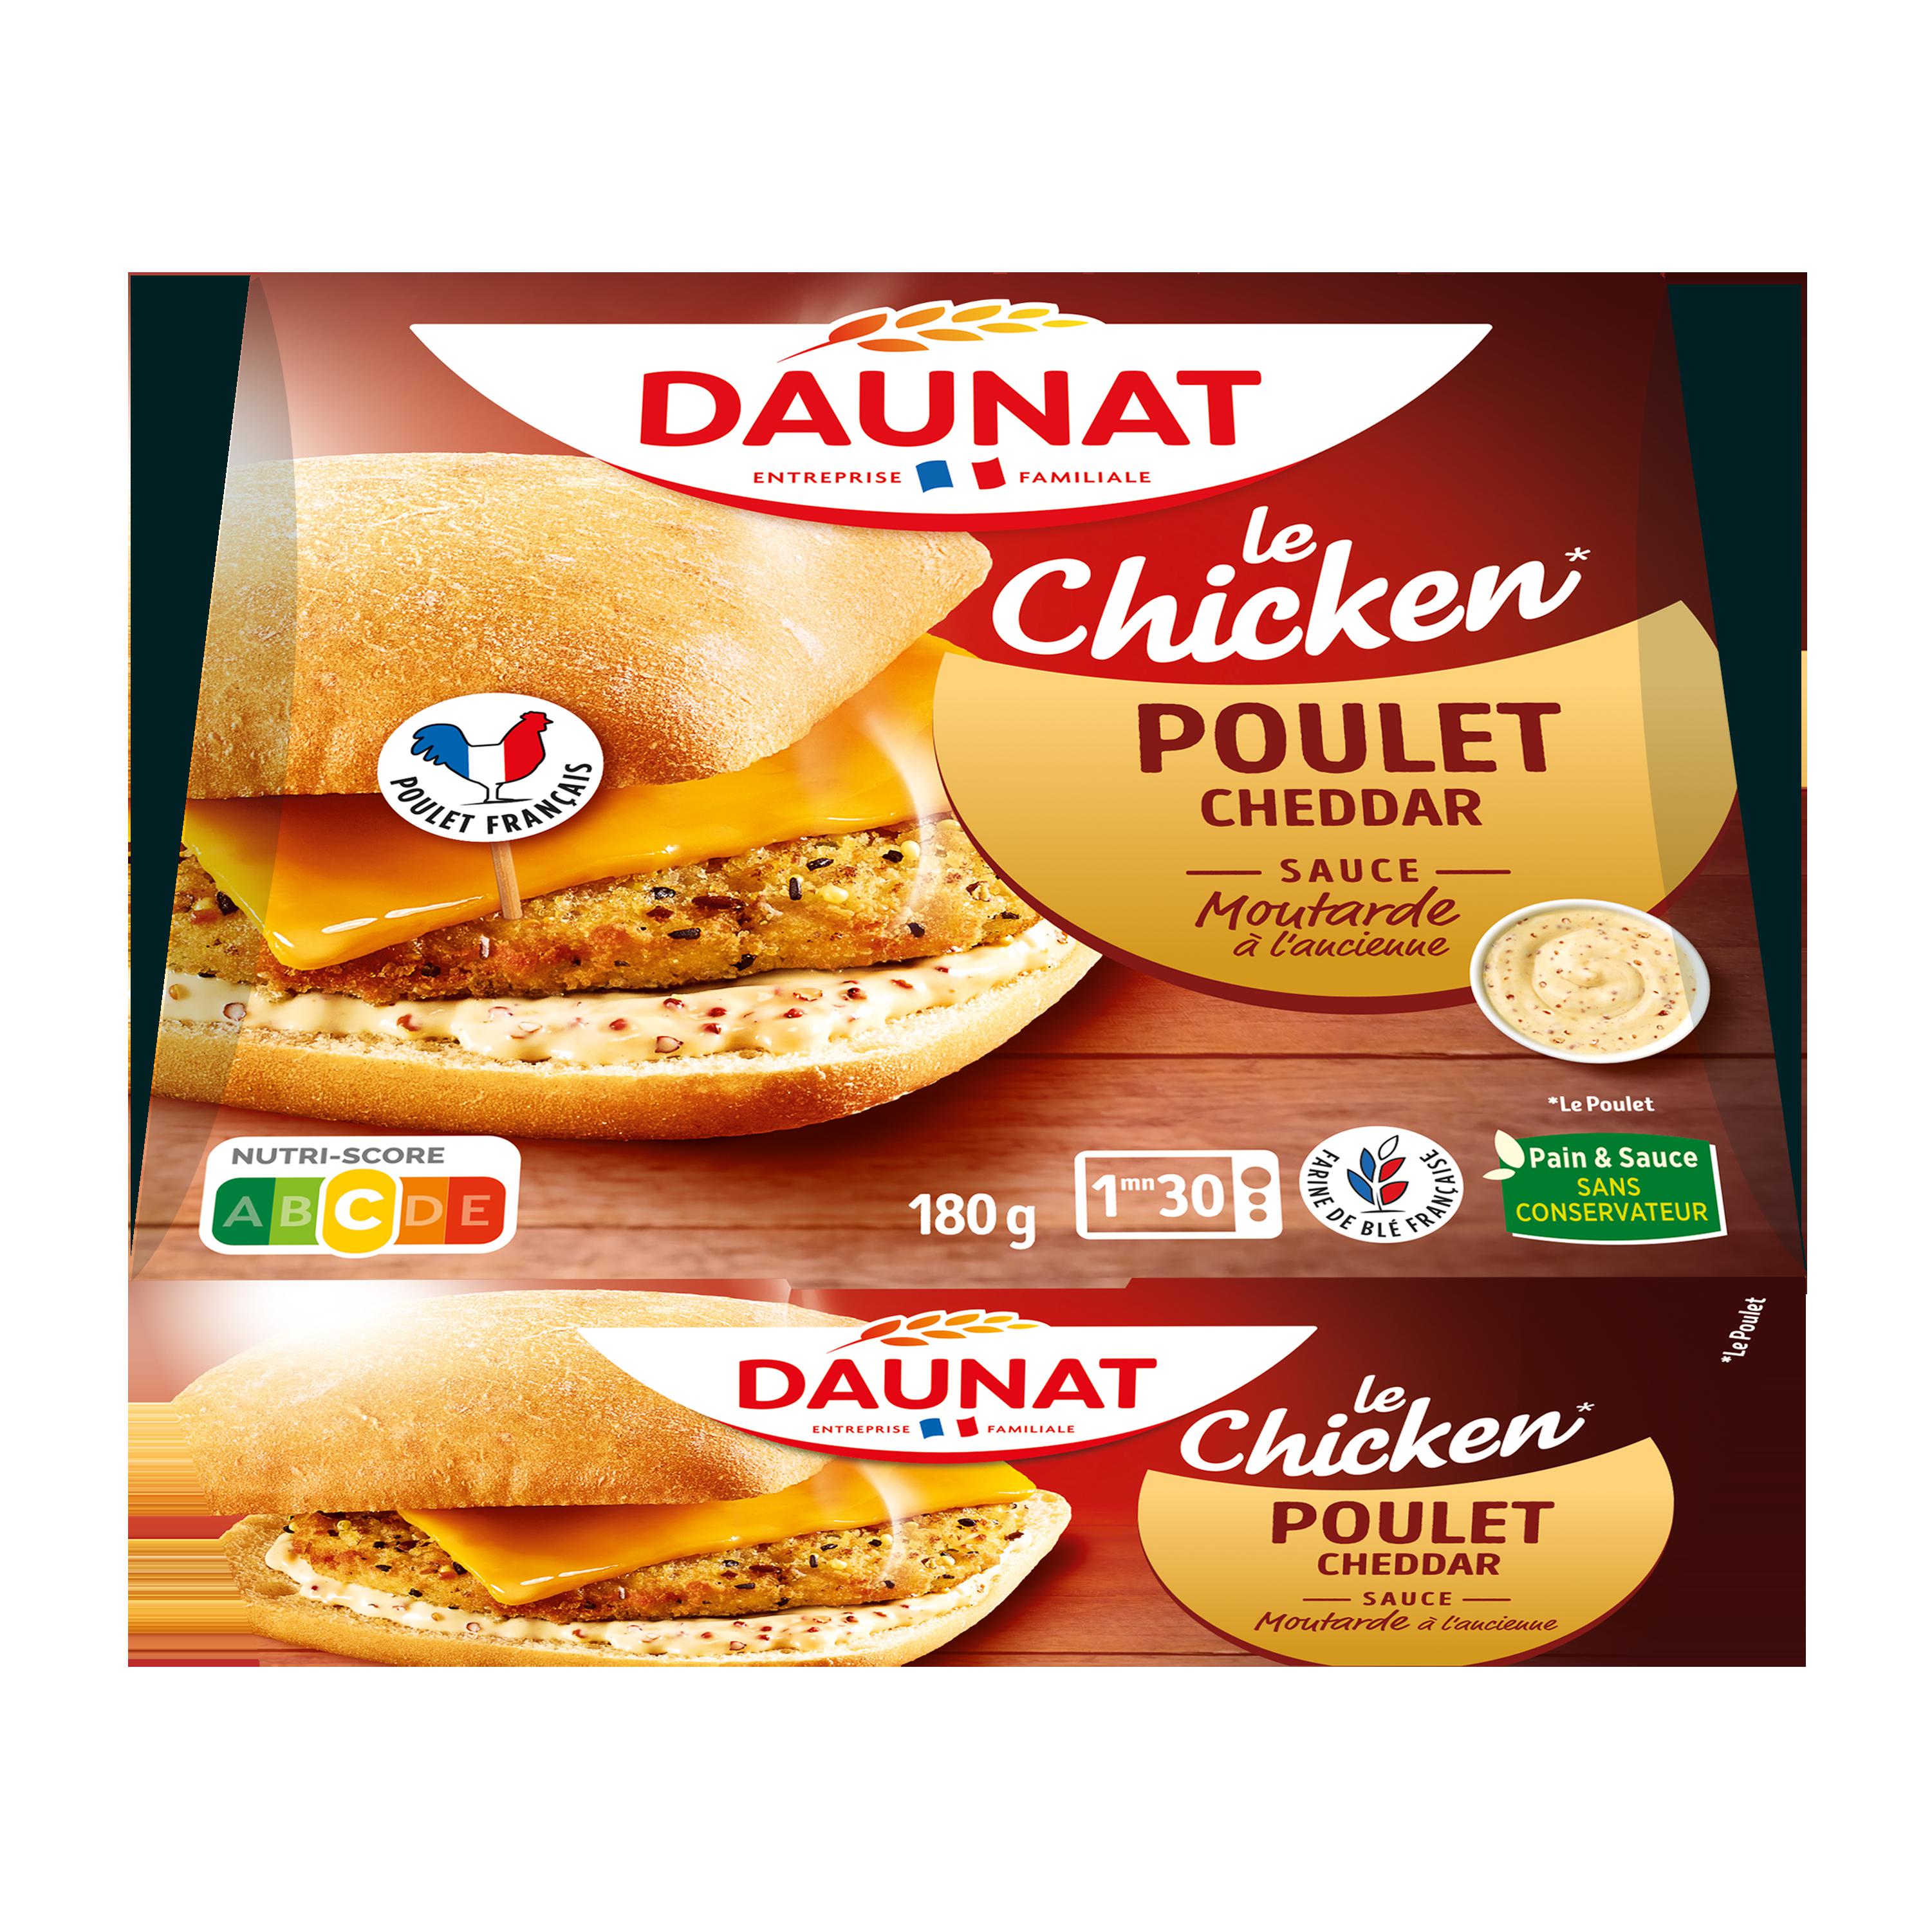 DAUNAT
ENTREPRISE FAMILIALE
le
Chicken*
POULET
CHEDDAR
SAUCE
Moutarde
à l'ancienne
POULET FRANÇAIS
*Le Poulet
NUTRI-SCORE
A B C D E
180 g
1mn30
FARINE DE BLÉ FRANÇAISE
Pain & Sauce
SANS
CONSERVATEUR
*Le Poulet
DAUNAT
ENTREPRISE FAMILIALE
le
Chicken*
POULET
CHEDDAR
SAUCE
Moutarde à l'ancienne